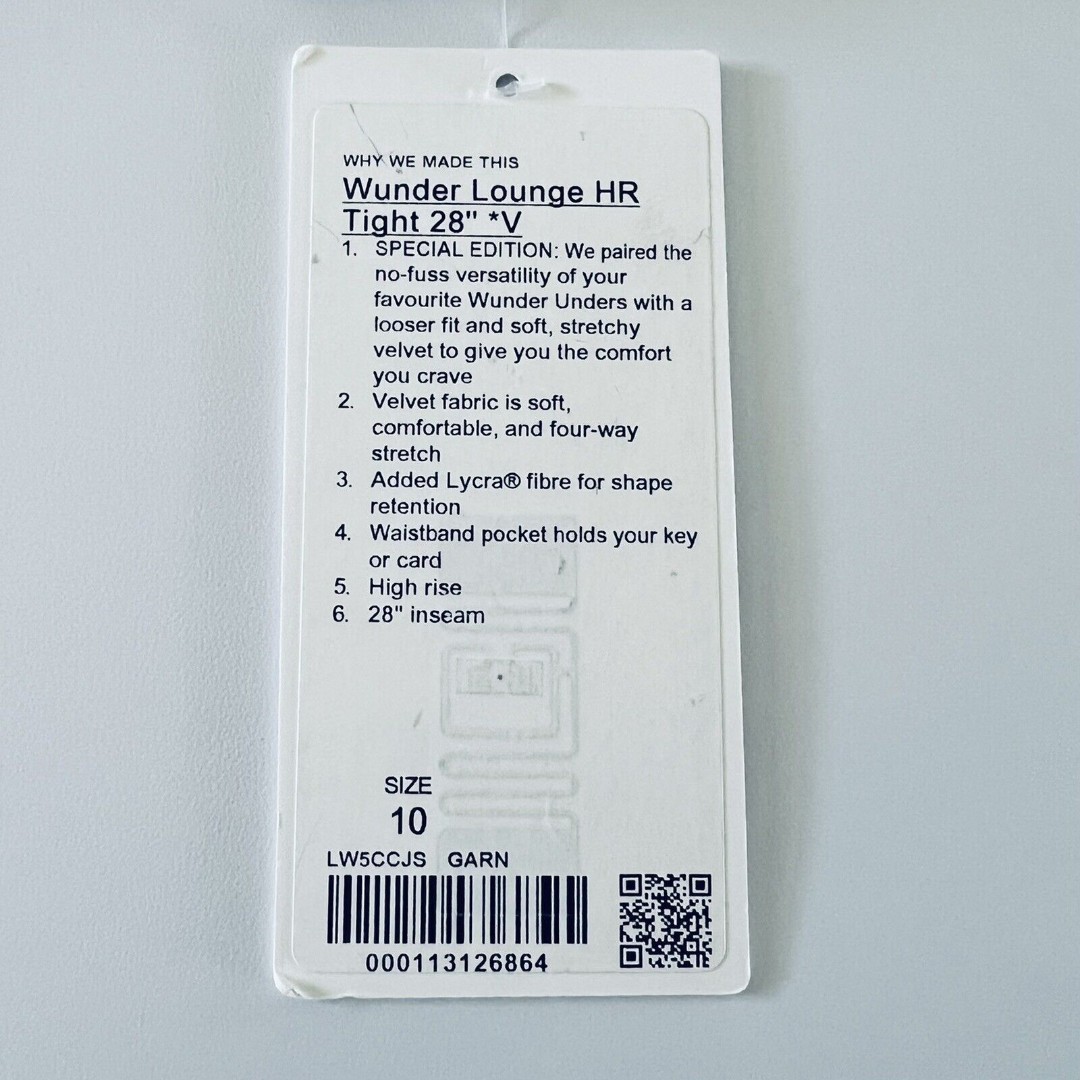 WHY WE MADE THIS
Wunder Lounge HR
Tight 28" *V
1. SPECIAL EDITION: We paired the
no-fuss versatility of your
favourite Wunder Unders with a
looser fit and soft, stretchy
velvet to give you the comfort
you crave
2. Velvet fabric is soft,
comfortable, and four-way
stretch
3. Added Lycra® fibre for shape
retention
4. Waistband pocket holds your key
or card
5. High rise
6. 28" inseam
SIZE
10
LW5CCJS GARN
000113126864